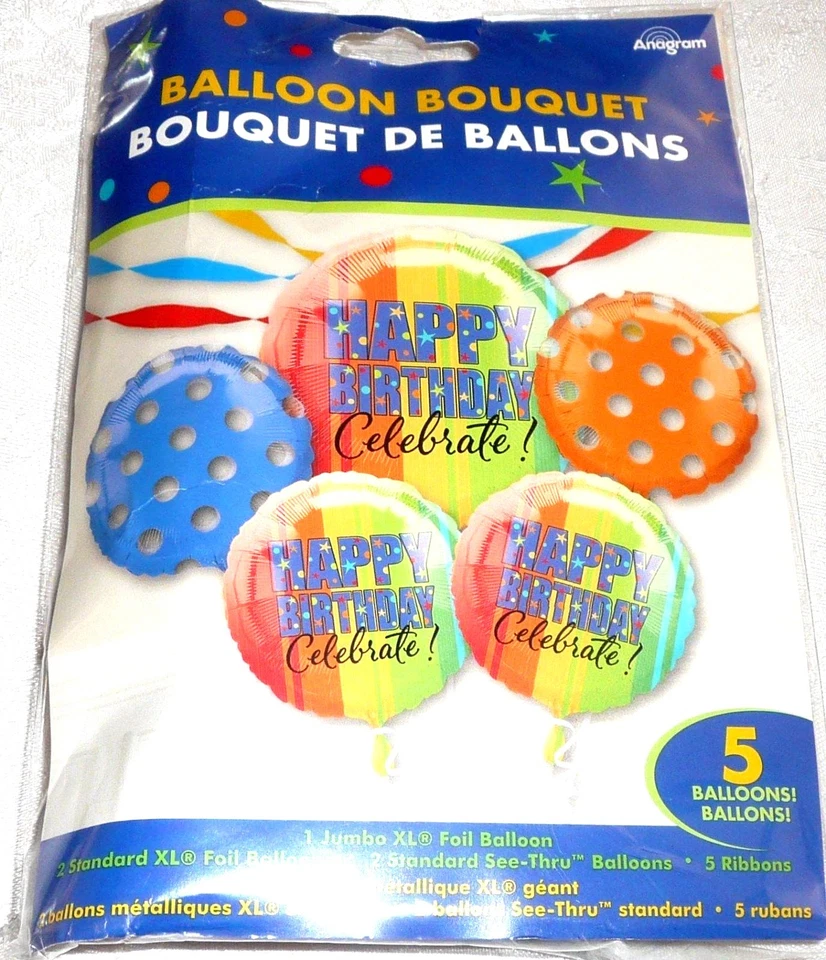 Anagram
BALLOON BOUQUET
BOUQUET DE BALLONS
HAPPY
BIRTHDAY
Celebrate!
HAPPY
BIRTHDAY
Celebrate!
HAPPY
BIRTHDAY
Celebrate!
5
BALLOONS!
BALLONS!
1 Jumbo XL® Foil Balloon
2 Standard XL® Foil 2 Standard See-Thru™ Balloons • 5 Ribbons
XL® géant
ballons métalliques XL® See-Thru™ standard • 5 rubans